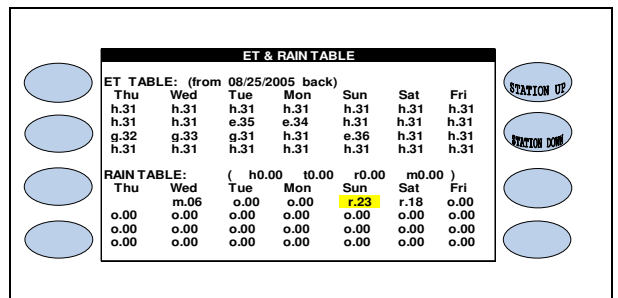 ET & RAIN TABLE
ET TABLE: (from 08/25/2005 back)
Thu Wed Tue Mon Sun Sat Fri
h.31 h.31 h.31 h.31 h.31 h.31 h.31
h.31 h.31 e.35 e.34 h.31 h.31 h.31
g.32 g.33 g.31 h.31 e.36 h.31 h.31
h.31 h.31 h.31 h.31 h.31 h.31 h.31
RAIN TABLE: ( h0.00 t0.00 r0.00 m0.00 )
Thu Wed Tue Mon Sun Sat Fri
m.06 o.00 o.00 r.23 r.18 o.00
o.00 o.00 o.00 o.00 o.00 o.00 o.00
o.00 o.00 o.00 o.00 o.00 o.00 o.00
o.00 o.00 o.00 o.00 o.00 o.00 o.00
STATION UP
STATION DOWN